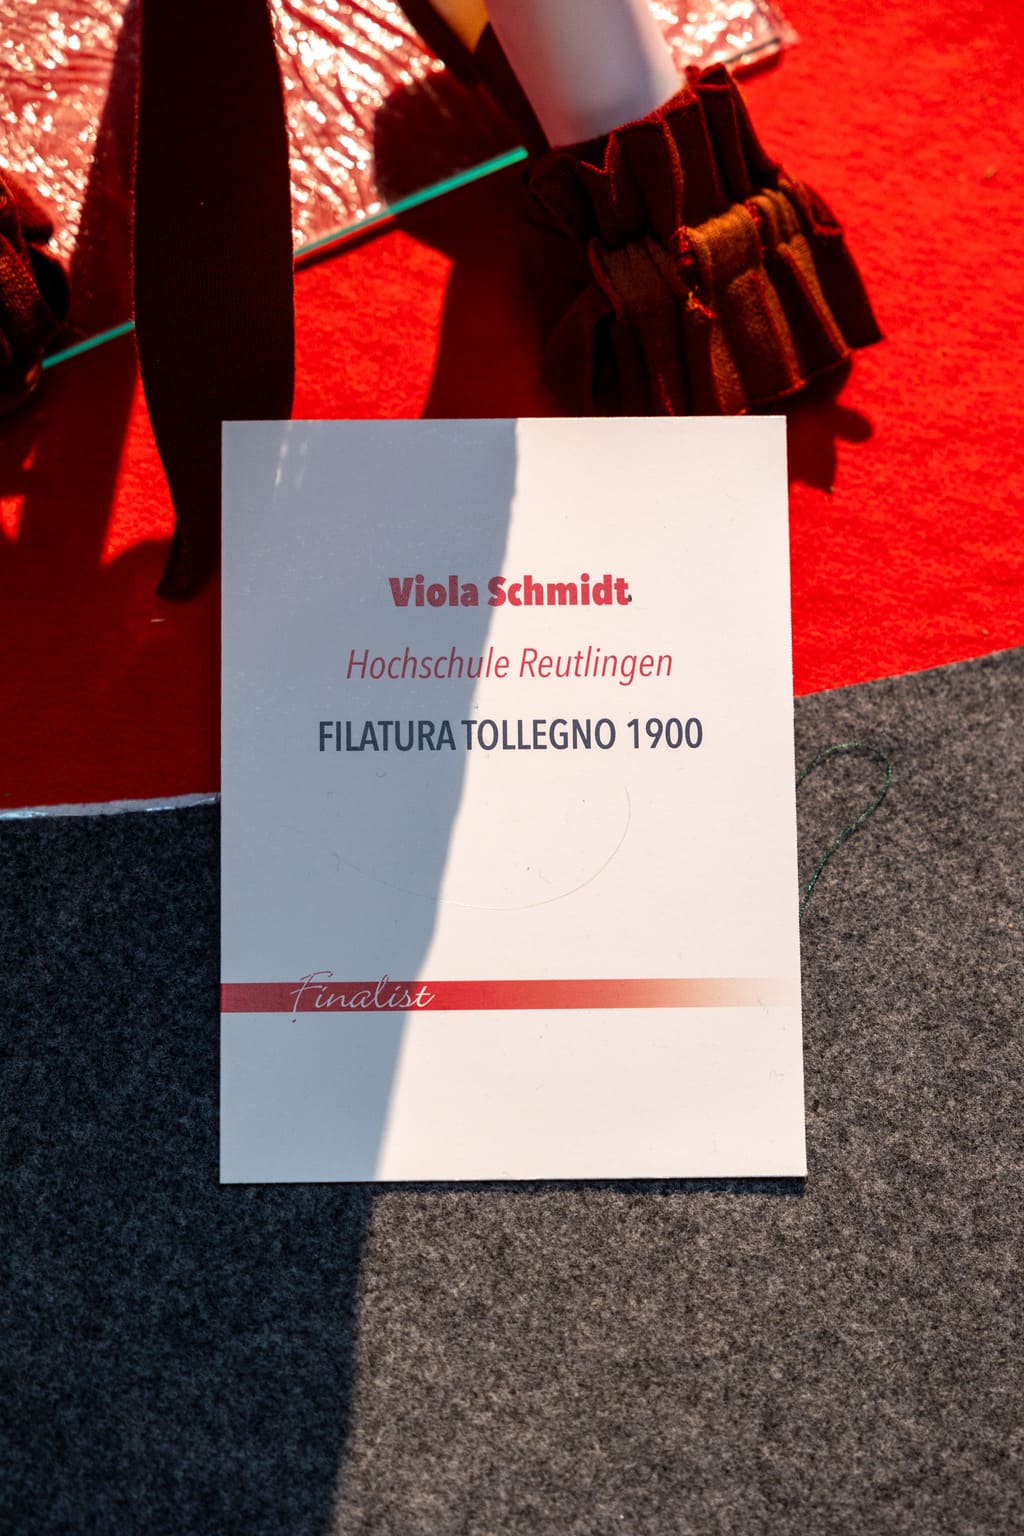 Viola Schmidt
Hochschule Reutlingen
FILATURA TOLLEGNO 1900
Finalist